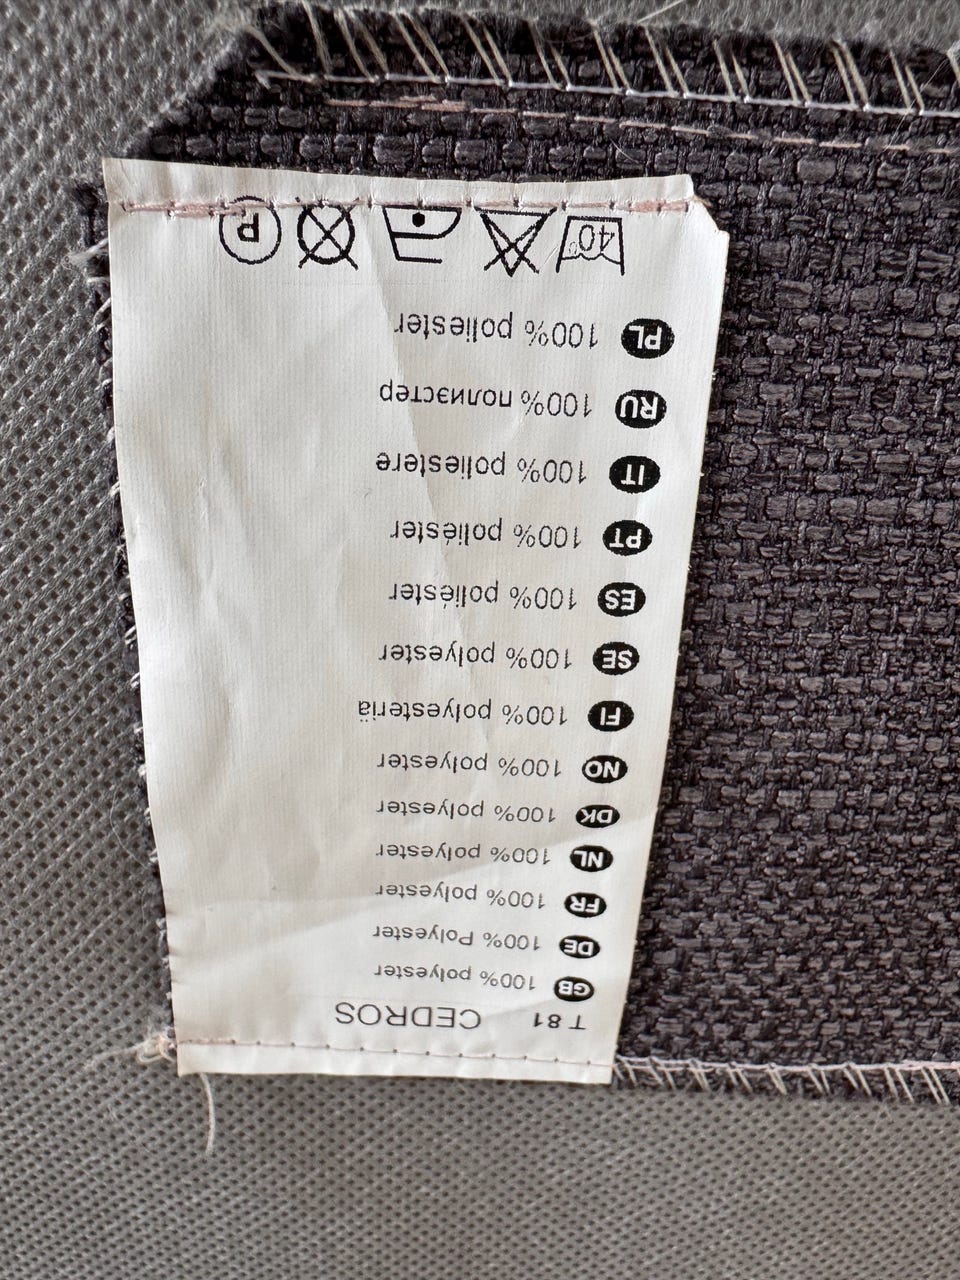 T 81 CEDROS
GB 100% polyester
DE 100% Polyester
FR 100% polyester
NL 100% polyester
DK 100% polyester
NO 100% polyester
FI 100% polyesteriä
SE 100% polyester
ES 100% poliéster
PT 100% poliéster
IT 100% poliestere
RU 100% полиэстер
PL 100% poliester
40° P